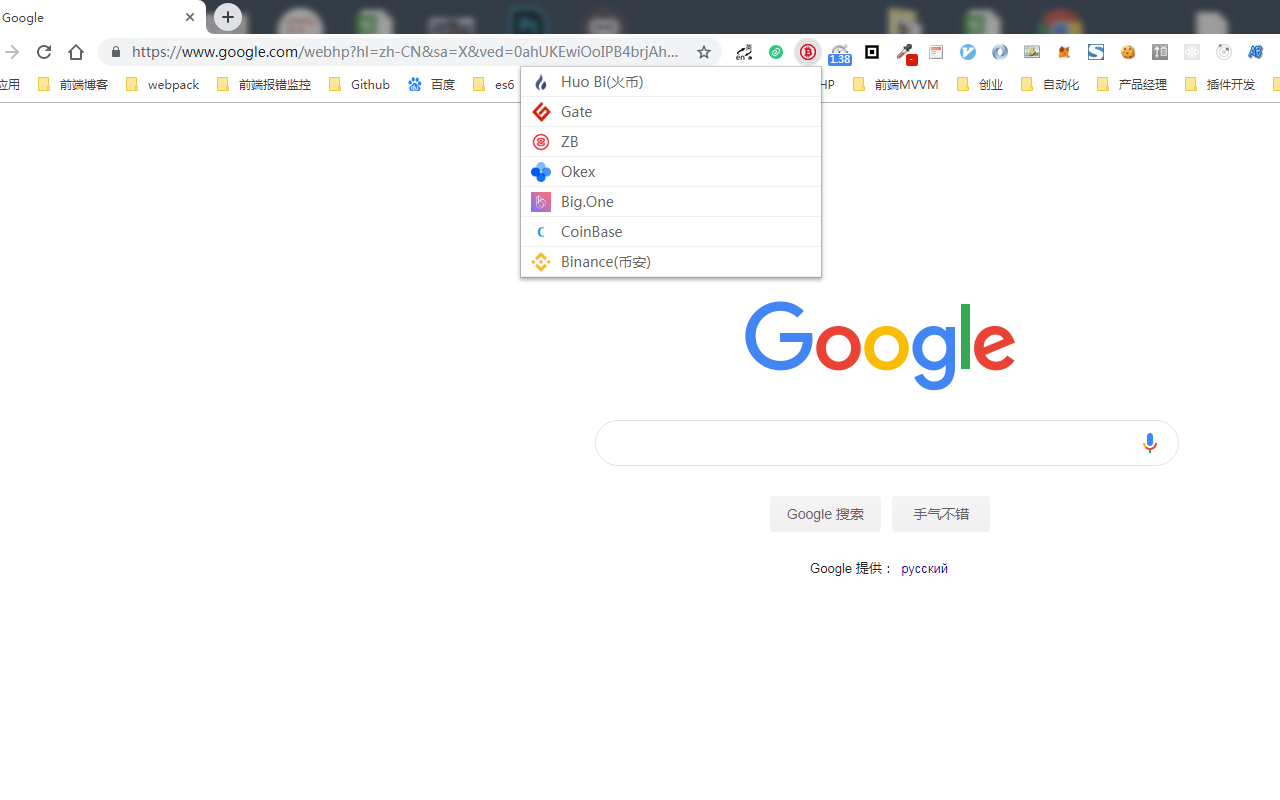 Google
https://www.google.com/webhp?hl=zh-CN&sa=X&ved=0ahUKEwiOoIPB4brjAh...
en
1.38
应用 前端博客 webpack 前端报错监控 Github 百度 es6 HP 前端MVVM 创业 自动化 产品经理 插件开发
Huo Bi(火币)
Gate
ZB
Okex
Big.One
CoinBase
Binance(币安)
Google
Google 搜索 手气不错
Google 提供： русский